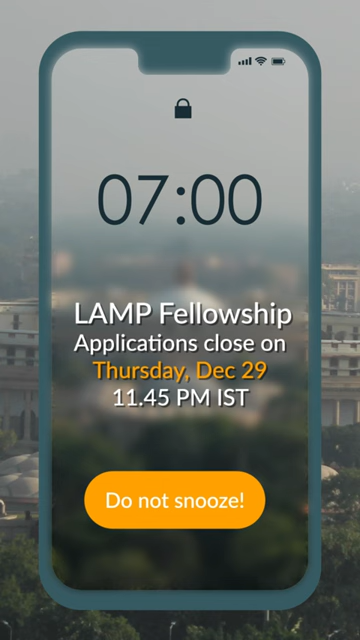 07:00
LAMP Fellowship
Applications close on
Thursday, Dec 29
11.45 PM IST
Do not snooze!